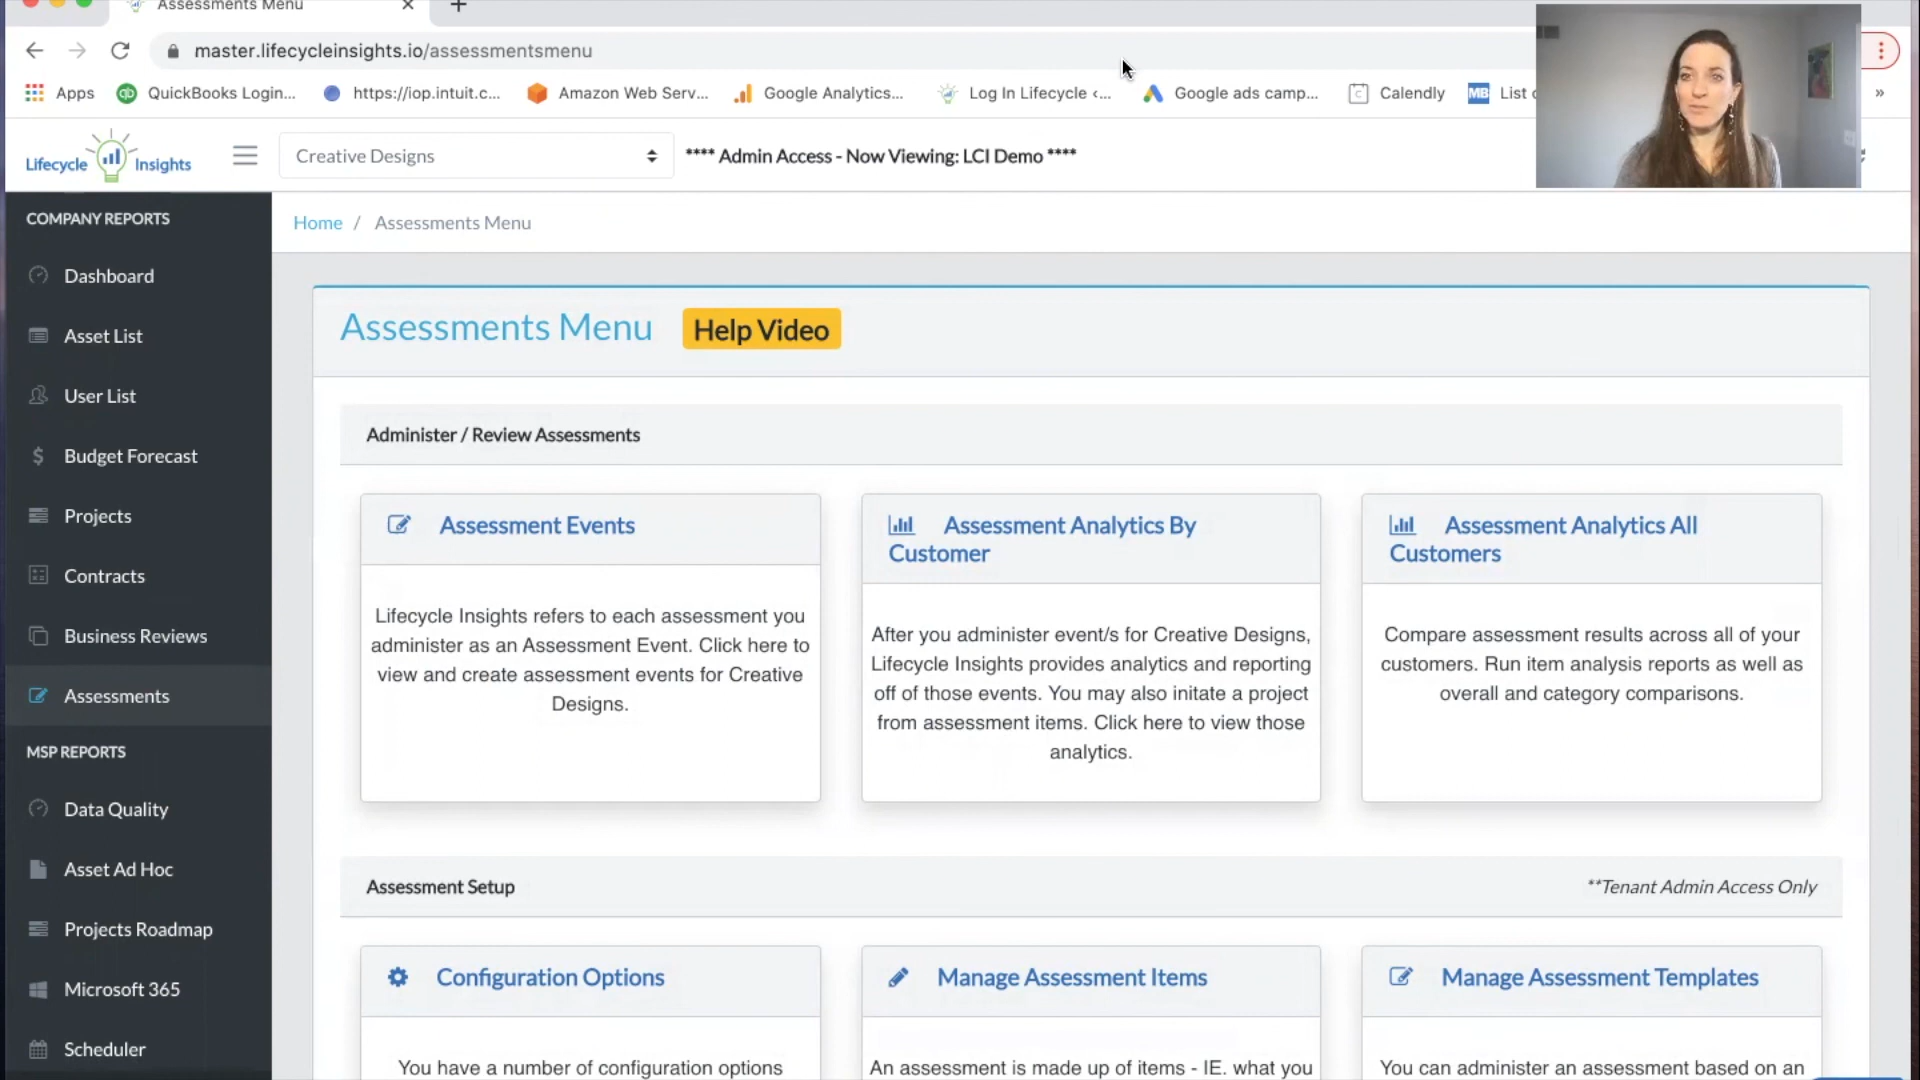 Assessments Menu
master.lifecycleinsights.io/assessmentsmenu
Apps
QuickBooks Login...
https://iop.intuit.c...
Amazon Web Serv...
Google Analytics...
Log In Lifecycle ‹...
Google ads camp...
Calendly
MB
List
»
Lifecycle Insights
Creative Designs
**** Admin Access - Now Viewing: LCI Demo ****
COMPANY REPORTS
Dashboard
Asset List
User List
Budget Forecast
Projects
Contracts
Business Reviews
Assessments
MSP REPORTS
Data Quality
Asset Ad Hoc
Projects Roadmap
Microsoft 365
Scheduler
Home / Assessments Menu
Assessments Menu
Help Video
Administer / Review Assessments
Assessment Events
Lifecycle Insights refers to each assessment you
administer as an Assessment Event. Click here to
view and create assessment events for Creative
Designs.
Assessment Analytics By
Customer
After you administer event/s for Creative Designs,
Lifecycle Insights provides analytics and reporting
off of those events. You may also initate a project
from assessment items. Click here to view those
analytics.
Assessment Analytics All
Customers
Compare assessment results across all of your
customers. Run item analysis reports as well as
overall and category comparisons.
Assessment Setup
**Tenant Admin Access Only
Configuration Options
You have a number of configuration options
Manage Assessment Items
An assessment is made up of items - IE. what you
Manage Assessment Templates
You can administer an assessment based on an